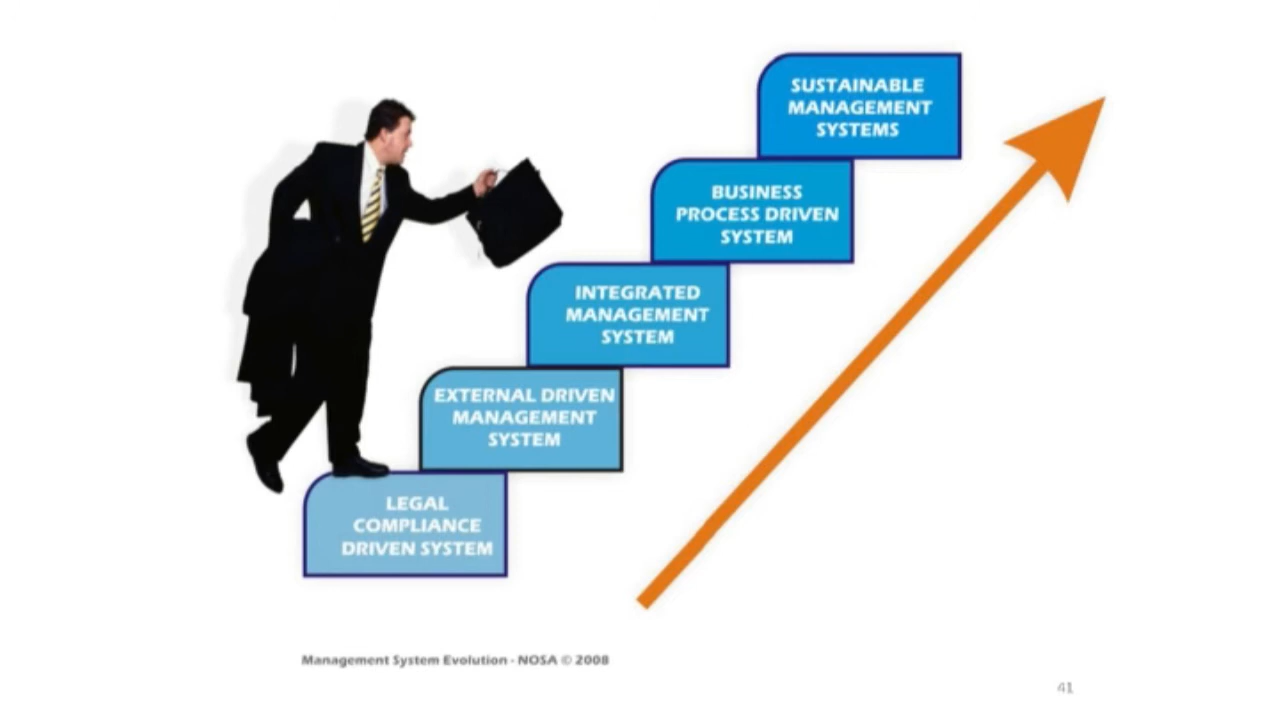 SUSTAINABLE
MANAGEMENT
SYSTEMS
BUSINESS
PROCESS DRIVEN
SYSTEM
INTEGRATED
MANAGEMENT
SYSTEM
EXTERNAL DRIVEN
MANAGEMENT
SYSTEM
LEGAL
COMPLIANCE
DRIVEN SYSTEM
Management System Evolution - NOSA © 2008
41